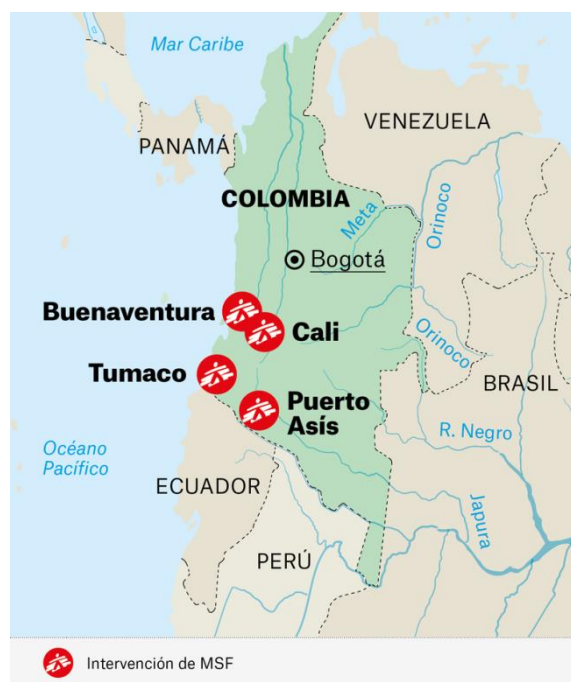 Mar Caribe
VENEZUELA
PANAMÁ
COLOMBIA
Meta
Orinoco
Bogotá
Buenaventura
Cali
Orinoco
Tumaco
BRASIL
Puerto
Asís
R. Negro
Océano
Pacífico
ECUADOR
Japura
PERÚ
Intervención de MSF